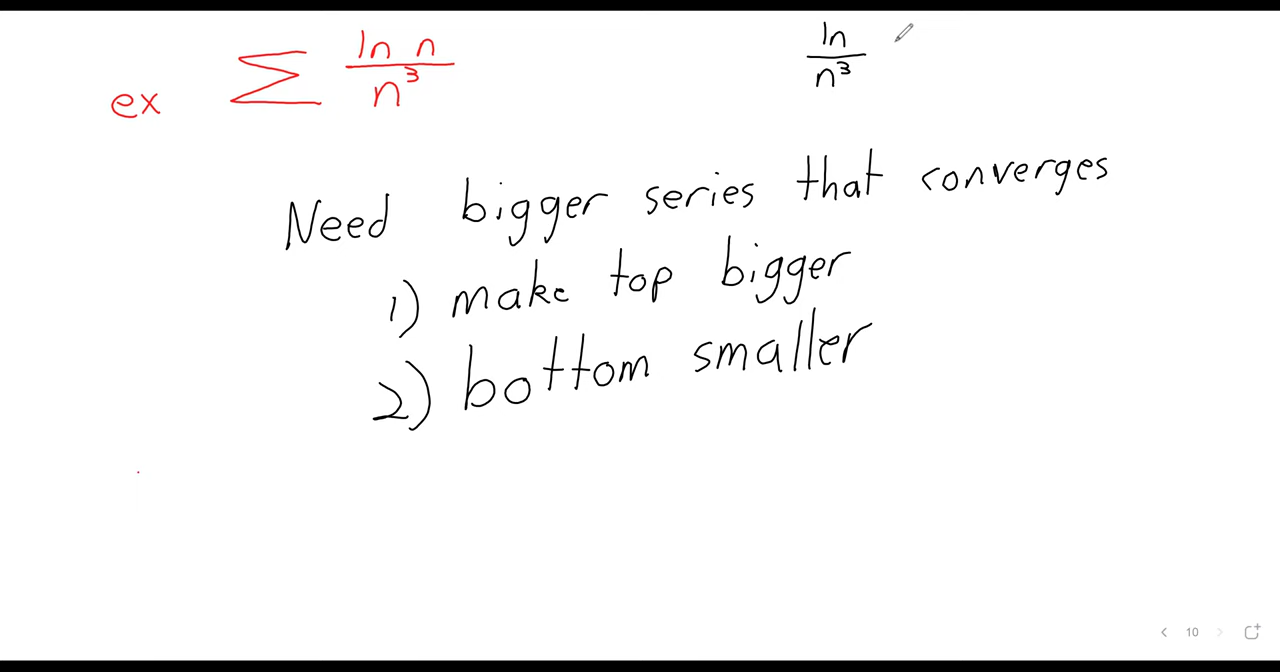 ex ∑ ln n / n³
ln / n³
Need bigger series that converges
1) make top bigger
2) bottom smaller
< 10 >